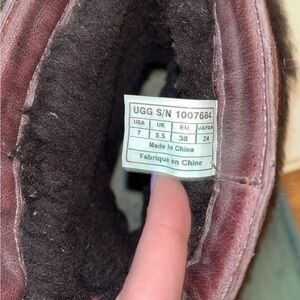 UGG S/N 1007684
USA UK EU JAPAN
7 5.5 38 24
Made in China
Fabriqué en Chine